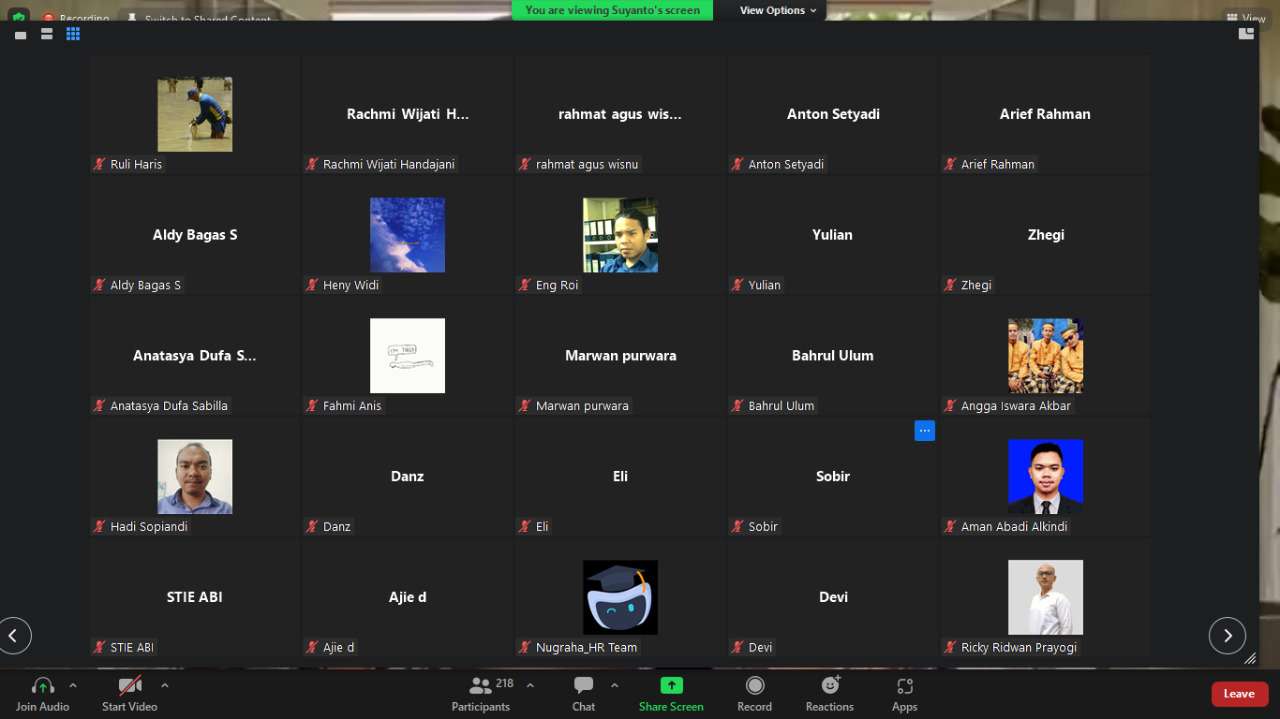 Recording
Switch to Shared Content
You are viewing Suyanto's screen
View Options
View
Ruli Haris
Rachmi Wijati H...
Rachmi Wijati Handajani
rahmat agus wis...
rahmat agus wisnu
Anton Setyadi
Anton Setyadi
Arief Rahman
Arief Rahman
Aldy Bagas S
Aldy Bagas S
Heny Widi
Eng Roi
Yulian
Yulian
Zhegi
Zhegi
Anatasya Dufa S...
Anatasya Dufa Sabilla
Fahmi Anis
Marwan purwara
Marwan purwara
Bahrul Ulum
Bahrul Ulum
Angga Iswara Akbar
Hadi Sopiandi
Danz
Danz
Eli
Eli
Sobir
Sobir
Aman Abadi Alkindi
STIE ABI
STIE ABI
Ajie d
Ajie d
Nugraha_HR Team
Devi
Devi
Ricky Ridwan Prayogi
Join Audio
Start Video
218
Participants
Chat
Share Screen
Record
Reactions
Apps
Leave